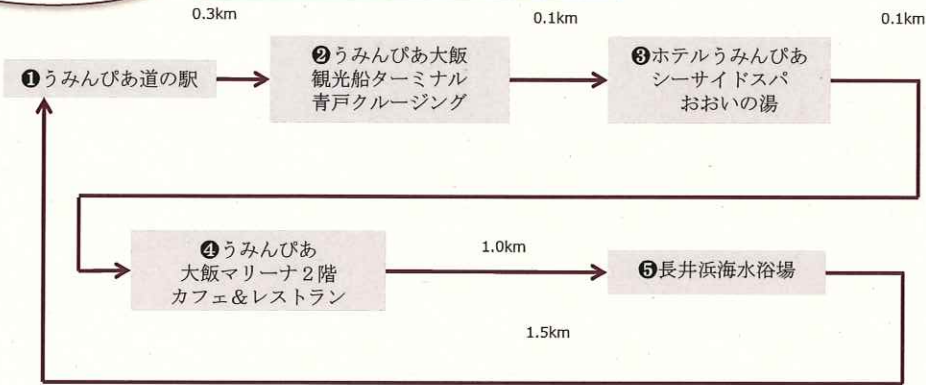 0.3km
0.1km
0.1km
❶うみんぴあ道の駅
❷うみんぴあ大飯
観光船ターミナル
青戸クルージング
❸ホテルうみんぴあ
シーサイドスパ
おおいの湯
❹うみんぴあ
大飯マリーナ２階
カフェ＆レストラン
1.0km
❺長井浜海水浴場
1.5km